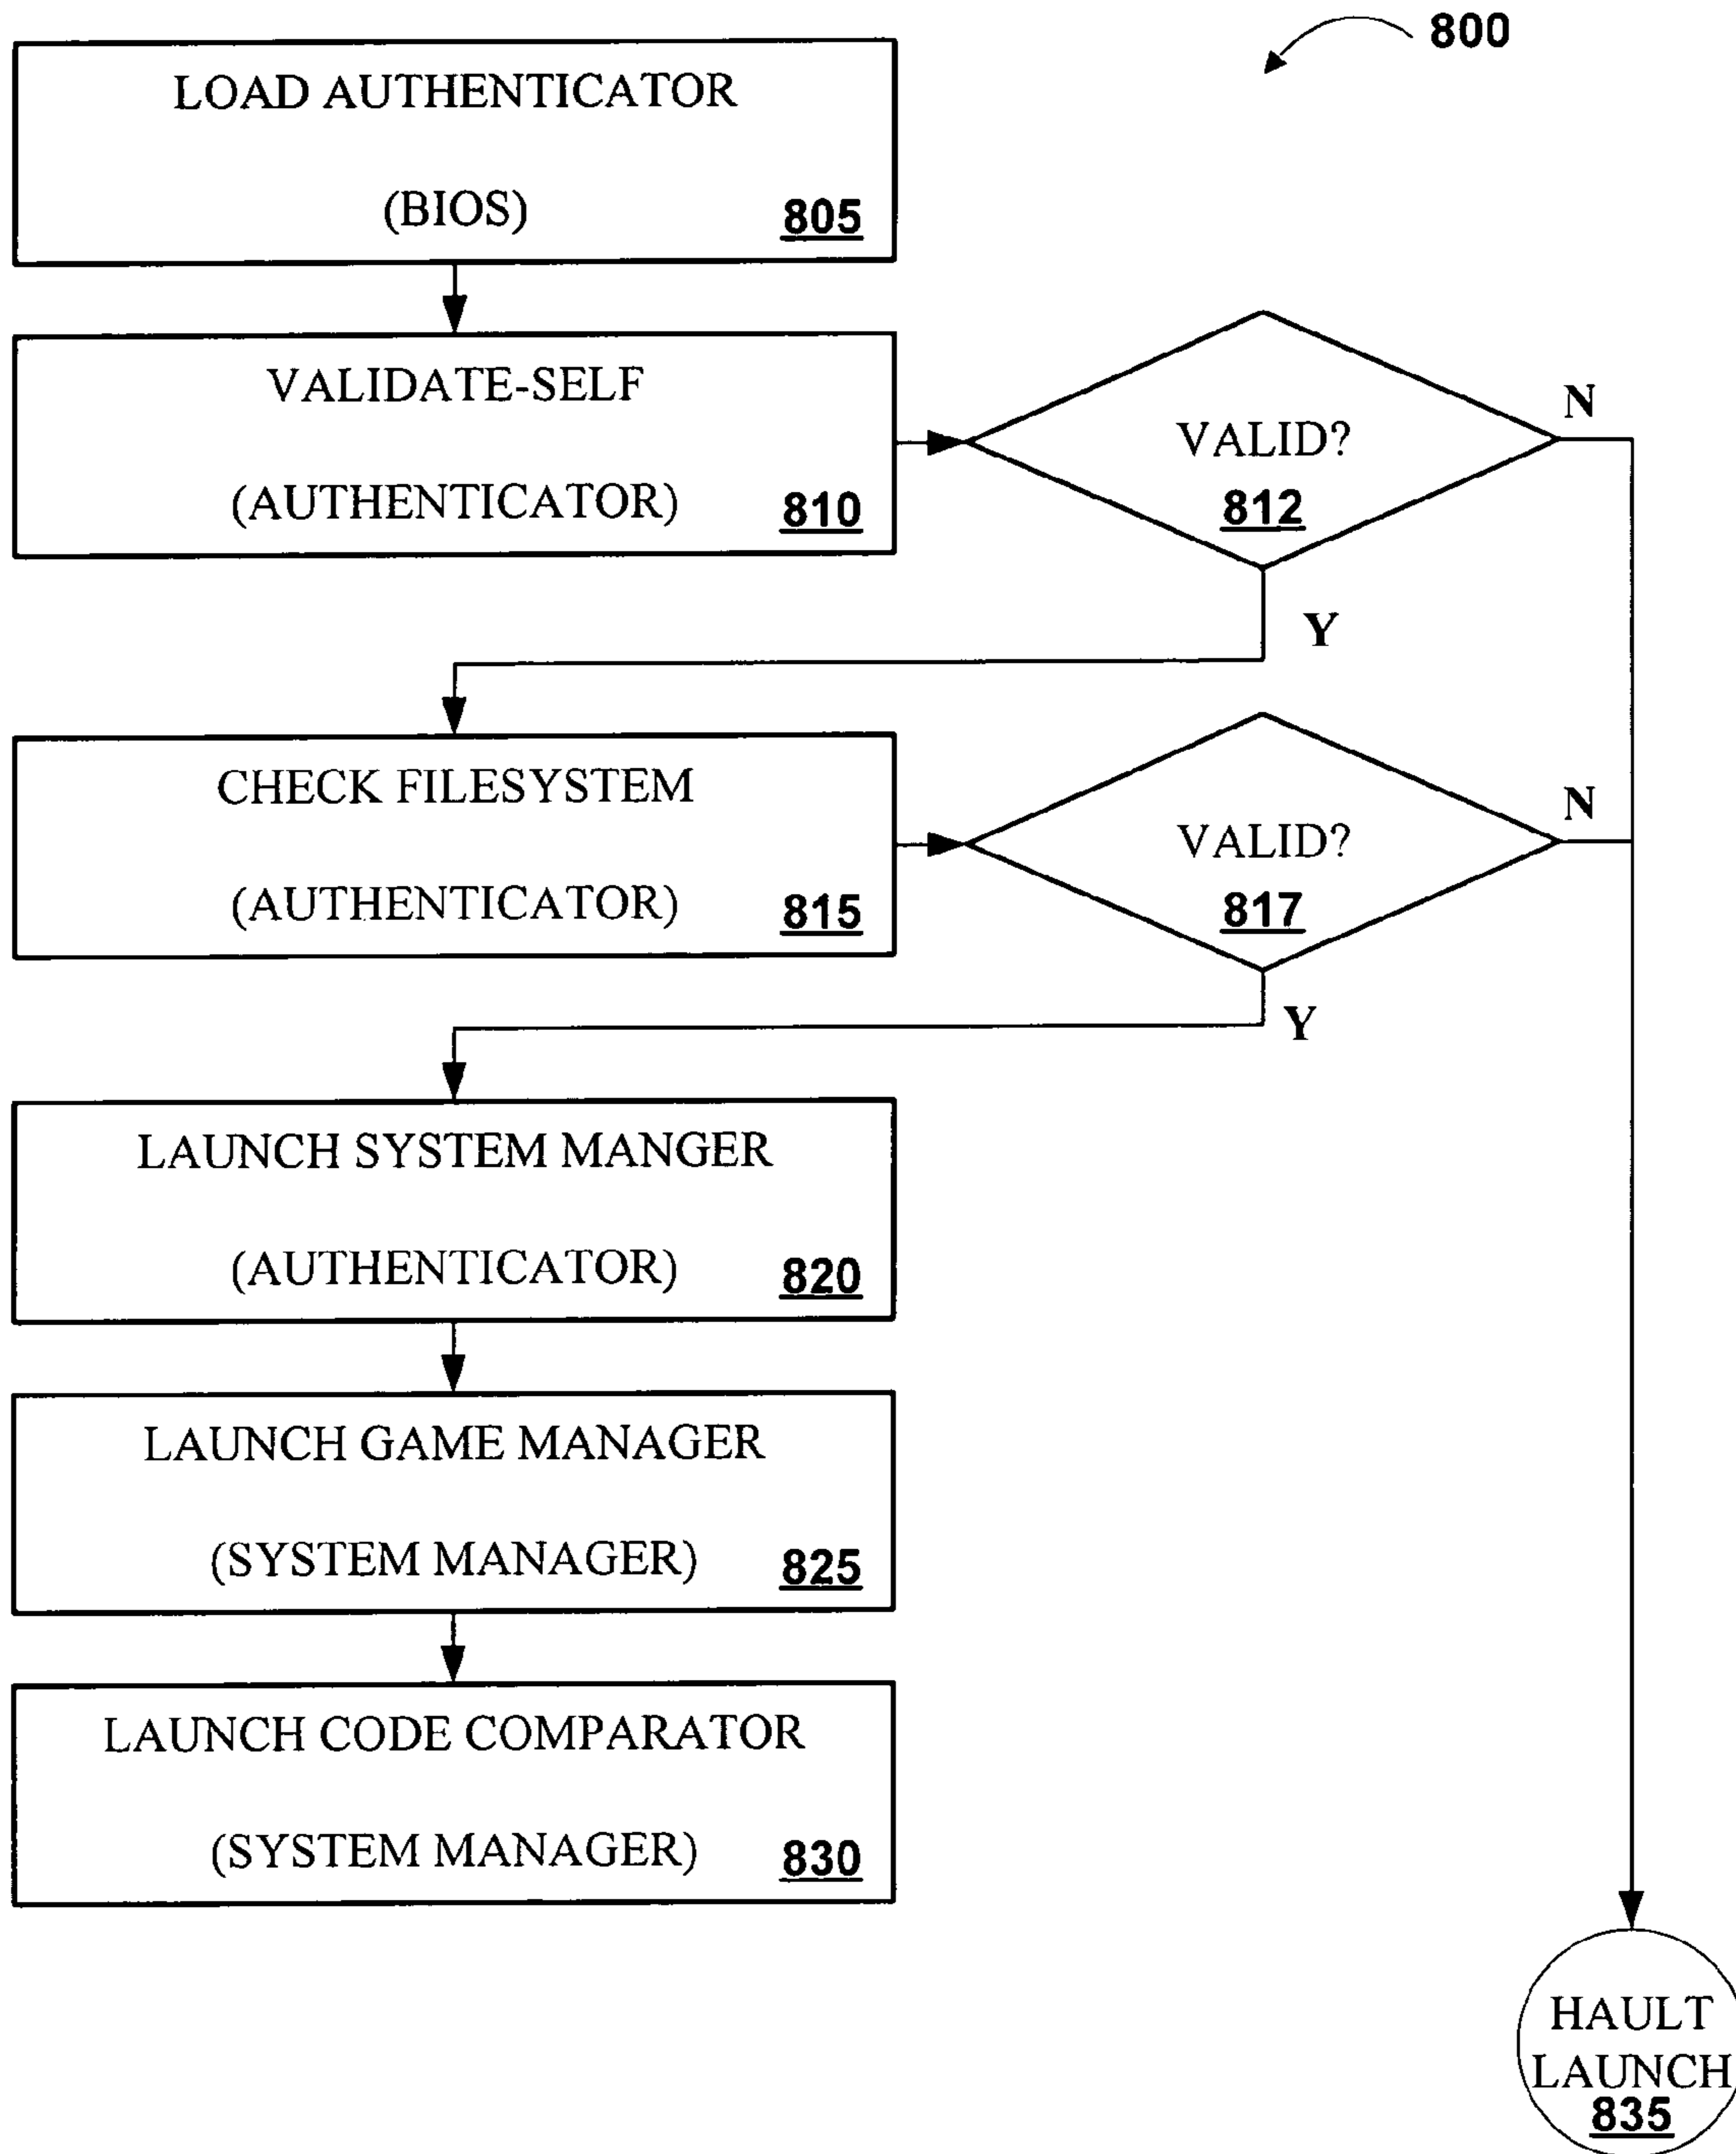 800
LOAD AUTHENTICATOR
(BIOS)
805
VALIDATE-SELF
(AUTHENTICATOR)
810
VALID?
812
N
Y
CHECK FILESYSTEM
(AUTHENTICATOR)
815
VALID?
817
N
Y
LAUNCH SYSTEM MANGER
(AUTHENTICATOR)
820
LAUNCH GAME MANAGER
(SYSTEM MANAGER)
825
LAUNCH CODE COMPARATOR
(SYSTEM MANAGER)
830
HAULT
LAUNCH
835